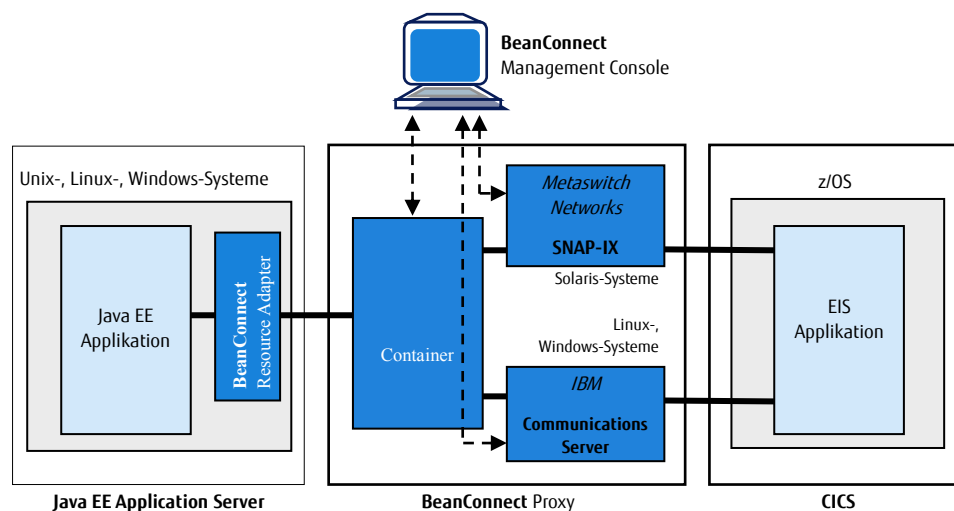 BeanConnect
Management Console
Unix-, Linux-, Windows-Systeme
Java EE
Applikation
BeanConnect
Resource Adapter
Java EE Application Server
Container
Metaswitch
Networks
SNAP-IX
Solaris-Systeme
Linux-,
Windows-Systeme
IBM
Communications
Server
BeanConnect Proxy
z/OS
EIS
Applikation
CICS